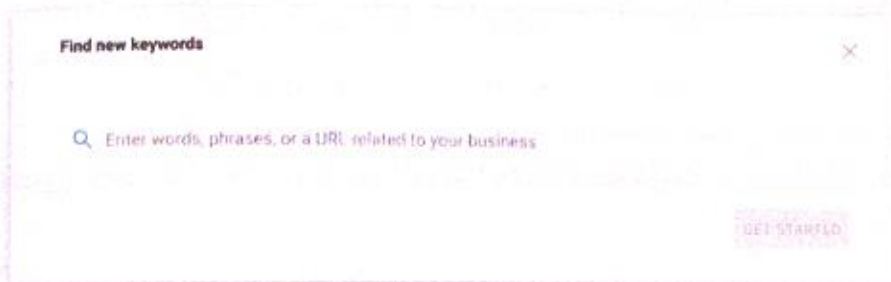 Find new keywords
Enter words, phrases, or a URL related to your business
GET STARTED